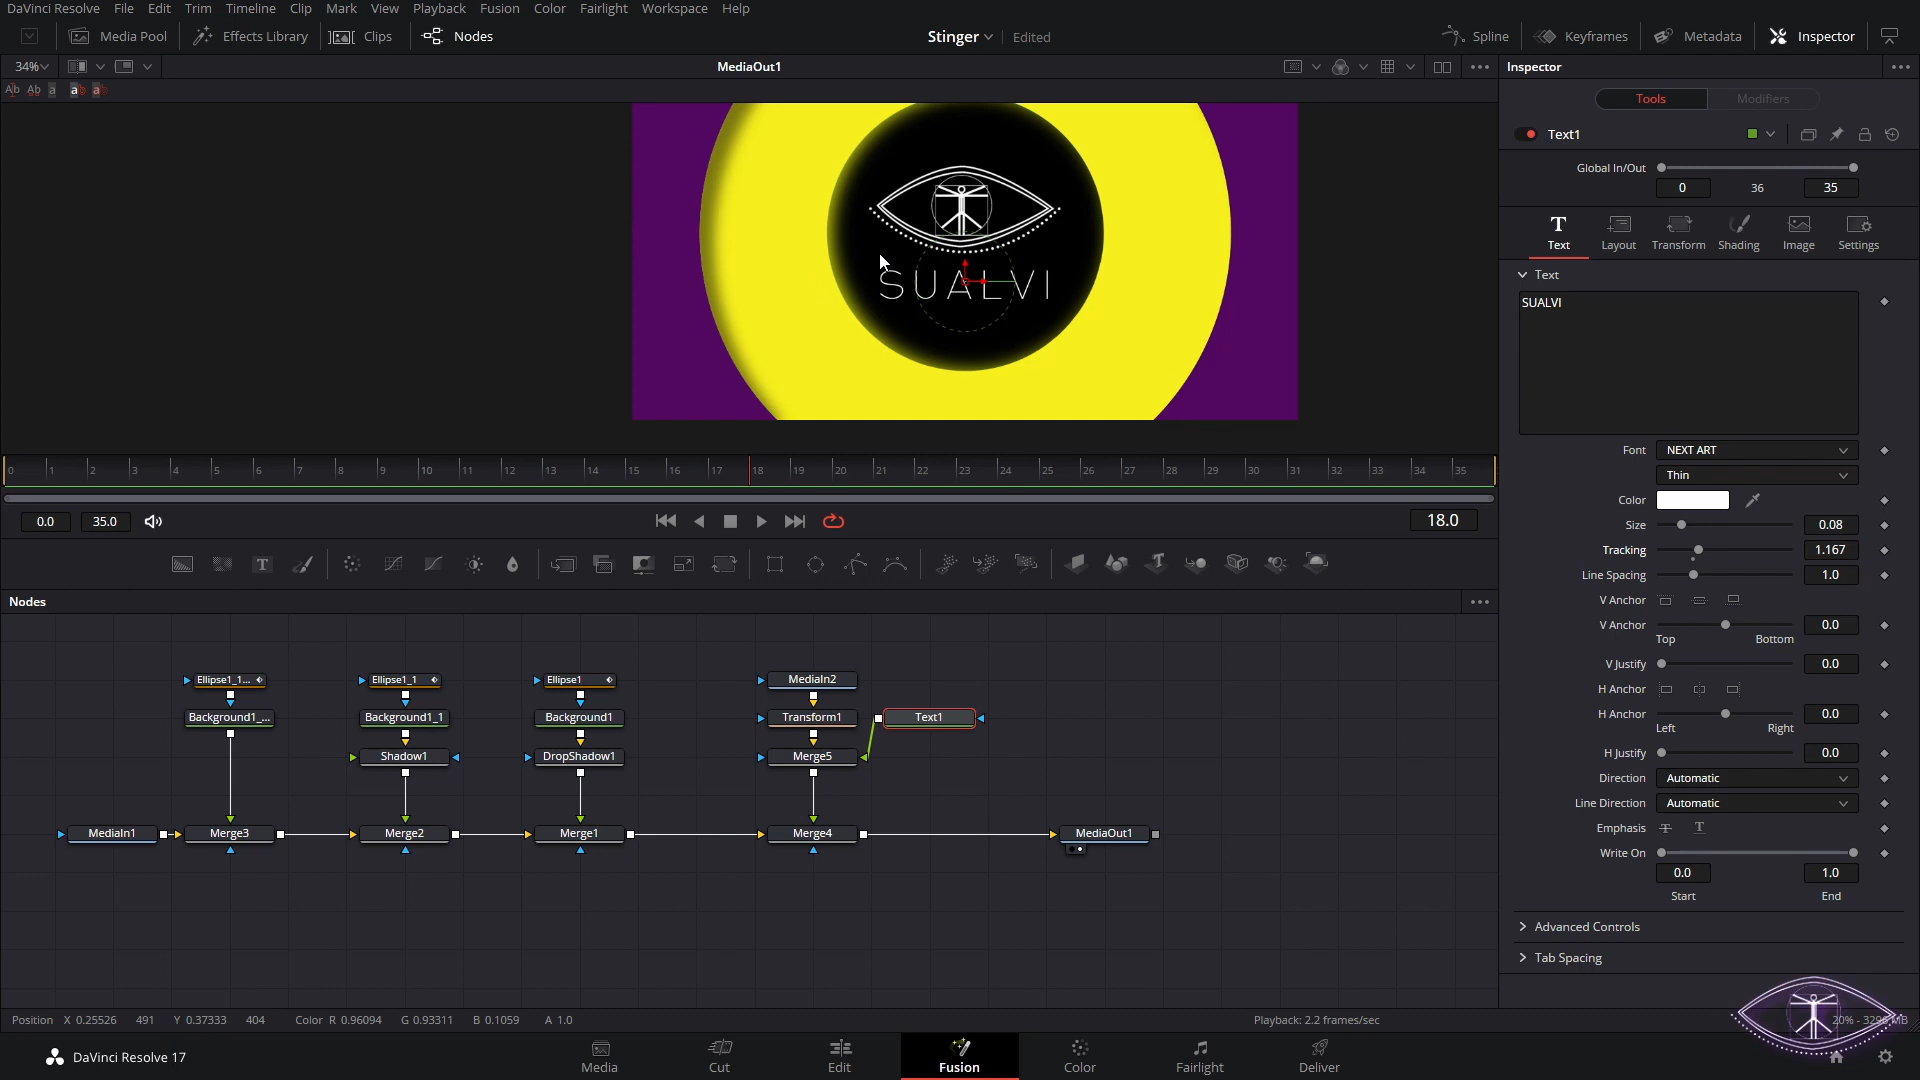 DaVinci Resolve File Edit Trim Timeline Clip Mark View Playback Fusion Color Fairlight Workspace Help
Media Pool Effects Library Clips Nodes Stinger Edited Spline Keyframes Metadata Inspector
34% MediaOut1 Inspector
Ab Ab a ab ab
Tools Modifiers
Text1
Global In/Out
0 36 35
Text Layout Transform Shading Image Settings
Text
SUALVI
SUALVI
Font NEXT ART
Thin
Color
Size 0.08
Tracking 1.167
Line Spacing 1.0
V Anchor
V Anchor 0.0
Top Bottom
V Justify 0.0
H Anchor
H Anchor 0.0
Left Right
H Justify 0.0
Direction Automatic
Line Direction Automatic
Emphasis T T
Write On
0.0 1.0
Start End
Advanced Controls
Tab Spacing
0 1 2 3 4 5 6 7 8 9 10 11 12 13 14 15 16 17 18 19 20 21 22 23 24 25 26 27 28 29 30 31 32 33 34 35
0.0 35.0 18.0
Nodes
Ellipse1_1... Ellipse1_1 Ellipse1 MediaIn2
Background1_... Background1_1 Background1 Transform1 Text1
Shadow1 DropShadow1 Merge5
MediaIn1 Merge3 Merge2 Merge1 Merge4 MediaOut1
Position X 0.25526 491 Y 0.37333 404 Color R 0.96094 G 0.93311 B 0.1059 A 1.0 Playback: 2.2 frames/sec 20% - MB
DaVinci Resolve 17 Media Cut Edit Fusion Color Fairlight Deliver